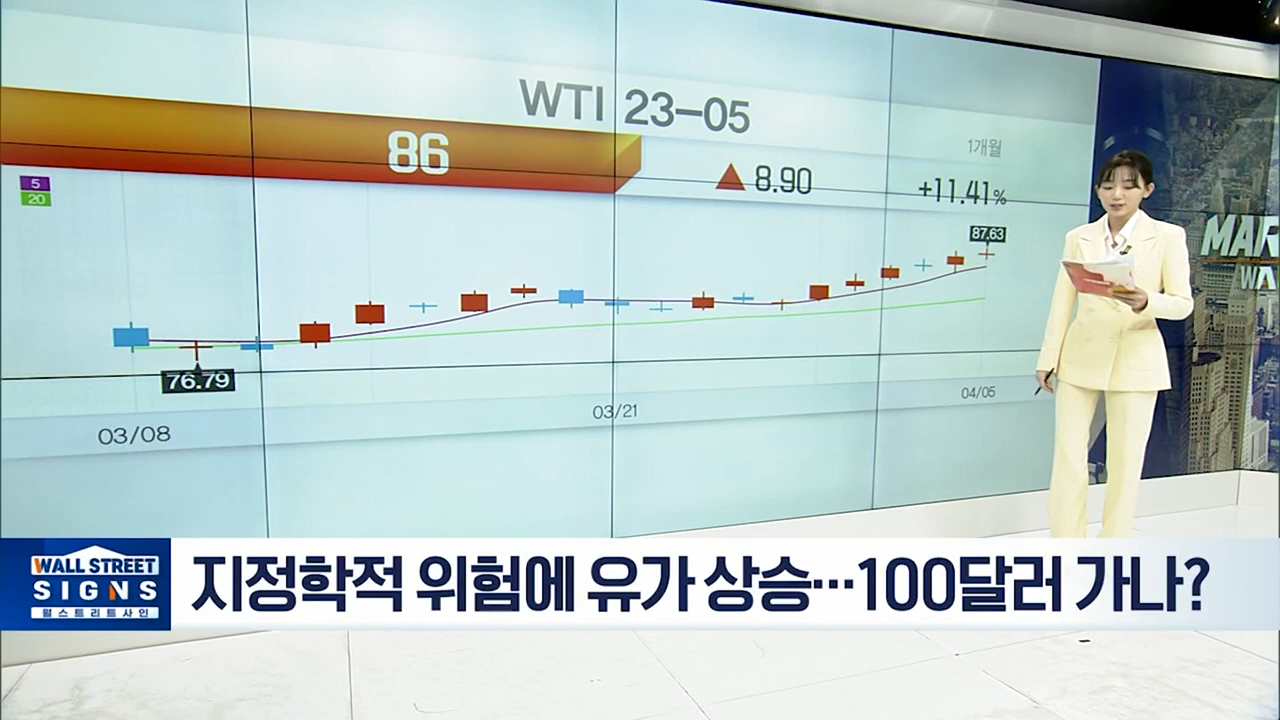 WTI 23-05
86
1개월
▲ 8.90
+11.41%
5
20
87.63
76.79
03/08
03/21
04/05
MAR
WA
WALL STREET
SIGNS
월스트리트사인
지정학적 위험에 유가 상승…100달러 가나?